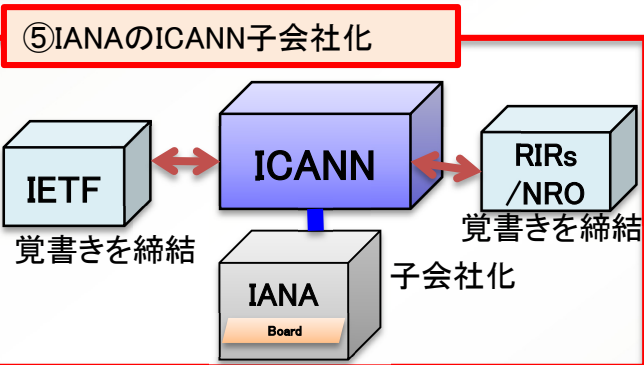 ⑤IANAのICANN子会社化
IETF
ICANN
RIRs
/NRO
覚書きを締結
覚書きを締結
IANA
Board
子会社化